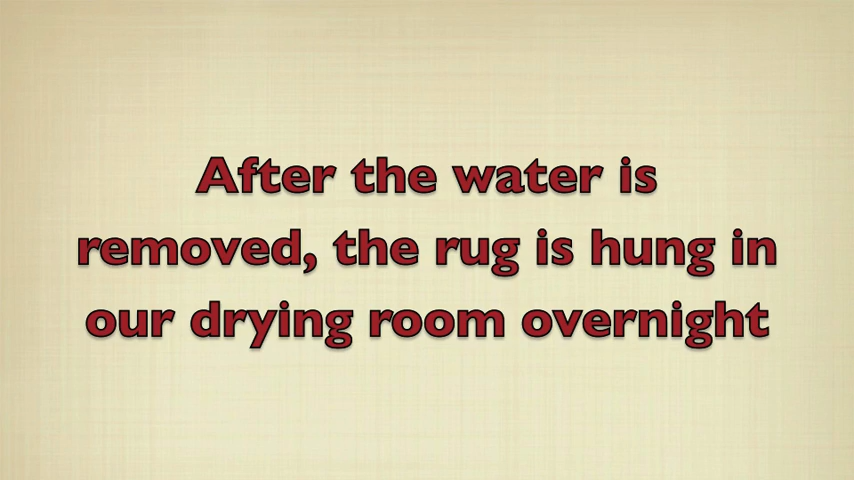 After the water is
removed, the rug is hung in
our drying room overnight